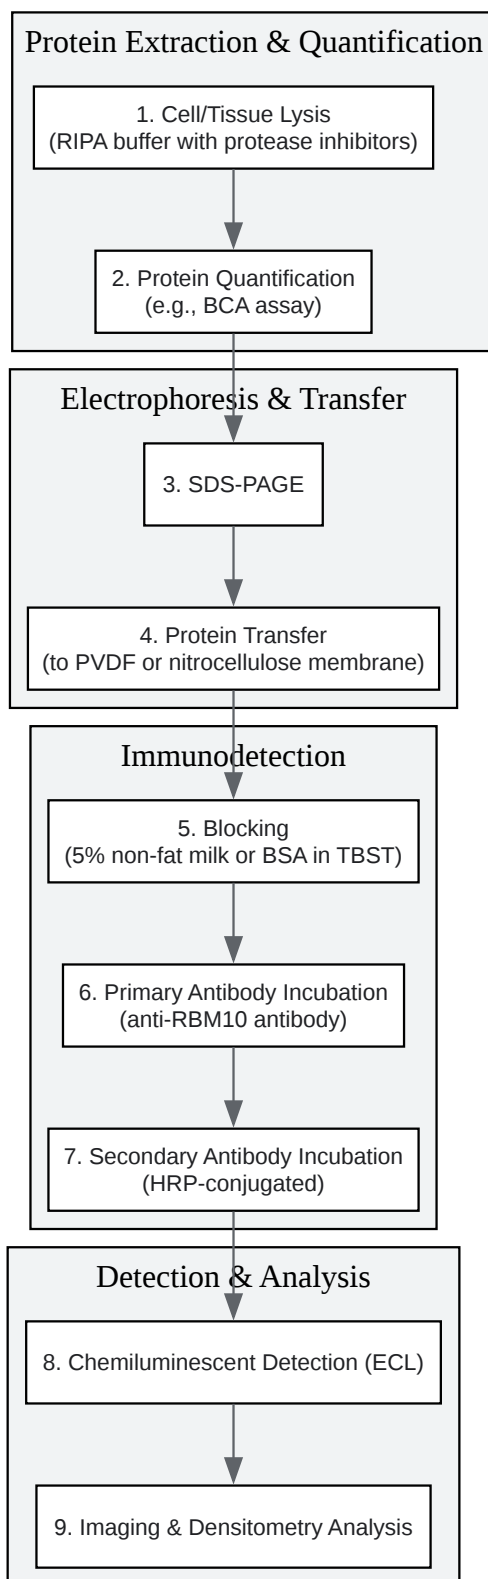 Protein Extraction & Quantification
1. Cell/Tissue Lysis
(RIPA buffer with protease inhibitors)
2. Protein Quantification
(e.g., BCA assay)
Electrophoresis & Transfer
3. SDS-PAGE
4. Protein Transfer
(to PVDF or nitrocellulose membrane)
Immunodetection
5. Blocking
(5% non-fat milk or BSA in TBST)
6. Primary Antibody Incubation
(anti-RBM10 antibody)
7. Secondary Antibody Incubation
(HRP-conjugated)
Detection & Analysis
8. Chemiluminescent Detection (ECL)
9. Imaging & Densitometry Analysis